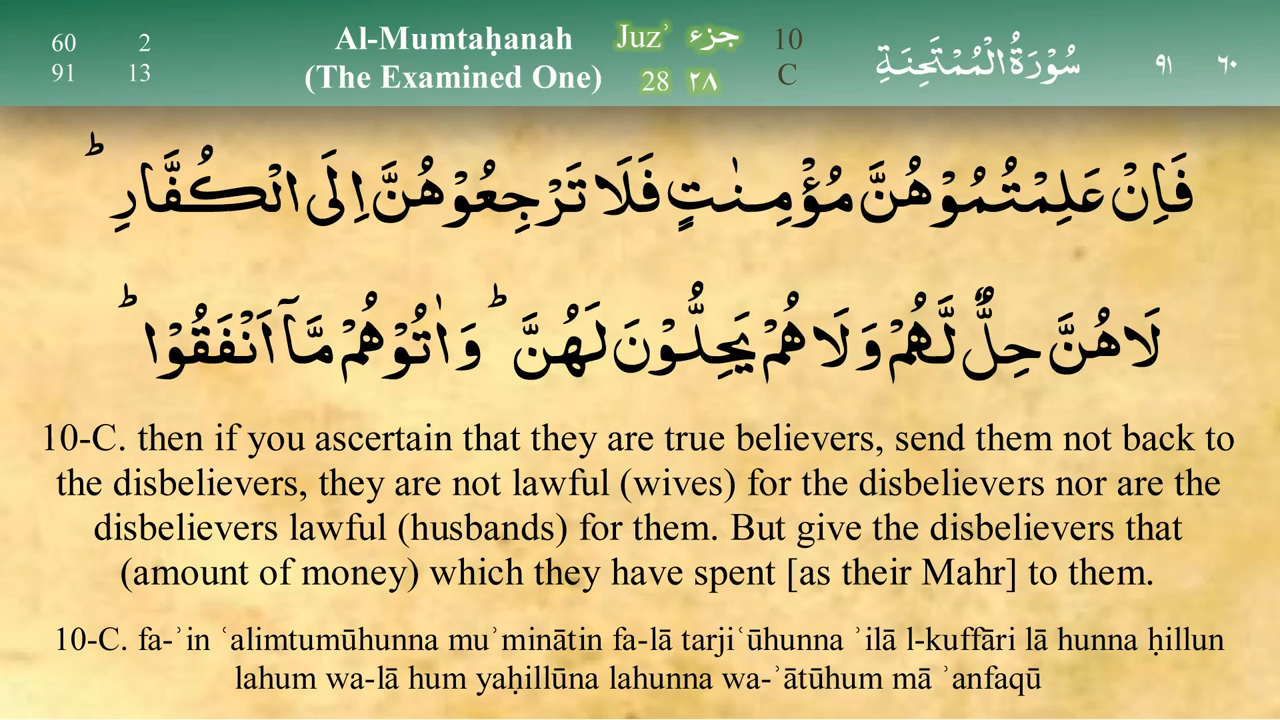 60 2
91 13
Al-Mumtaḥanah
(The Examined One)
Juzʾ جزء
28 ٢٨
10
C
سُوْرَةُ الْمُمْتَحِنَةِ
٩١ ٦٠
فَاِنْ عَلِمْتُمُوْهُنَّ مُؤْمِنٰتٍ فَلَا تَرْجِعُوْهُنَّ اِلَى الْكُفَّارِ ؕ
لَا هُنَّ حِلٌّ لَّهُمْ وَلَا هُمْ يَحِلُّوْنَ لَهُنَّ ؕ وَاٰتُوْهُمْ مَّاۤ اَنْفَقُوْا ؕ
10-C. then if you ascertain that they are true believers, send them not back to
the disbelievers, they are not lawful (wives) for the disbelievers nor are the
disbelievers lawful (husbands) for them. But give the disbelievers that
(amount of money) which they have spent [as their Mahr] to them.
10-C. fa-ʾin ʿalimtumūhunna muʾminātin fa-lā tarjiʿūhunna ʾilā l-kuffāri lā hunna ḥillun
lahum wa-lā hum yaḥillūna lahunna wa-ʾātūhum mā ʾanfaqū